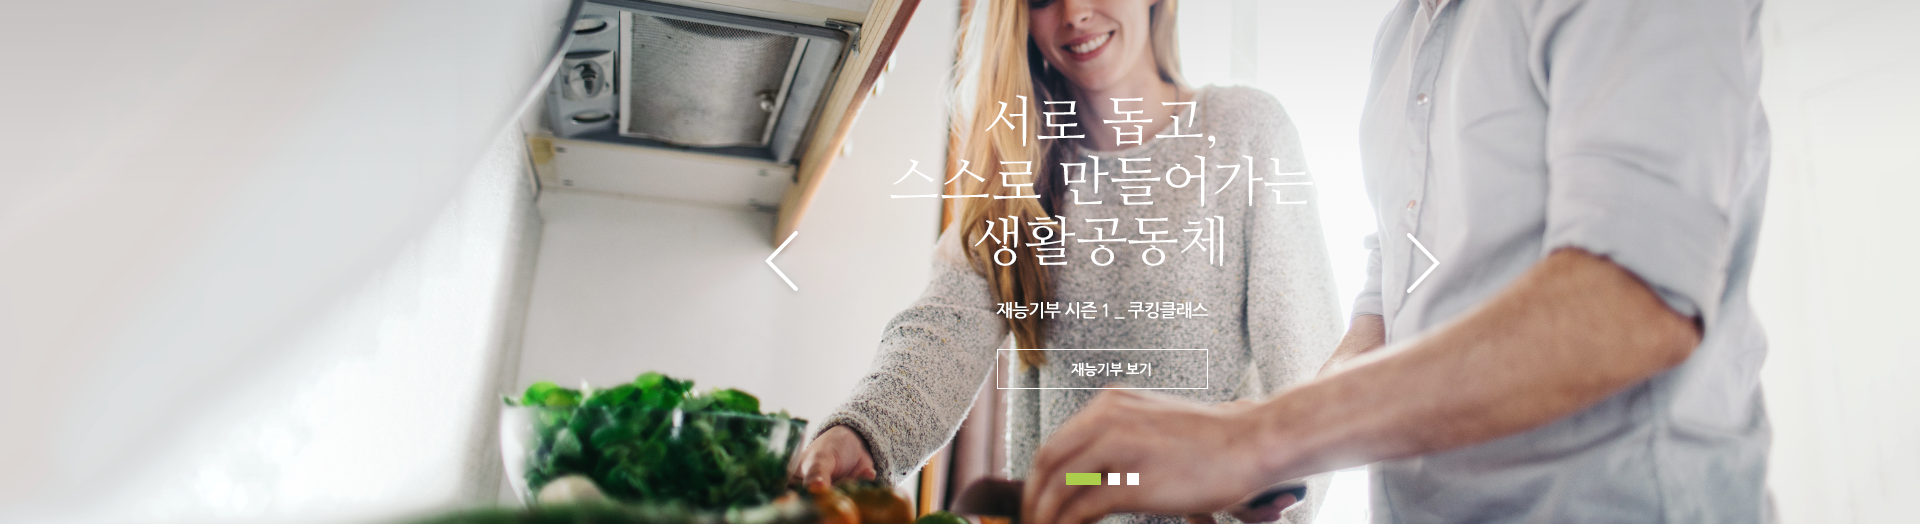 서로 돕고,
스스로 만들어가는
생활공동체
재능기부 시즌 1 _ 쿠킹클래스
재능기부 보기